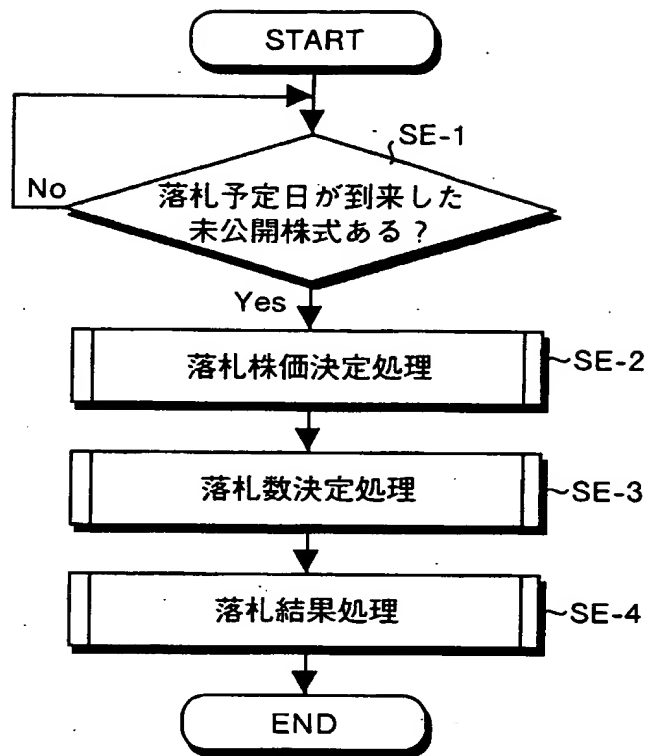 START
SE-1
落札予定日が到来した
未公開株式ある？
No
Yes
落札株価決定処理
SE-2
落札数決定処理
SE-3
落札結果処理
SE-4
END